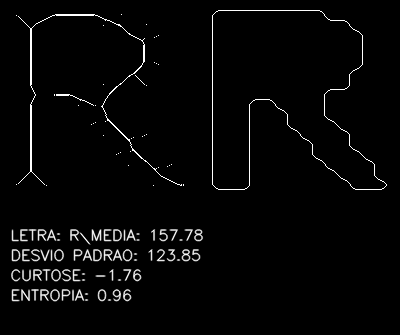 R R
LETRA: R\MEDIA: 157.78
DESVIO PADRAO: 123.85
CURTOSE: -1.76
ENTROPIA: 0.96